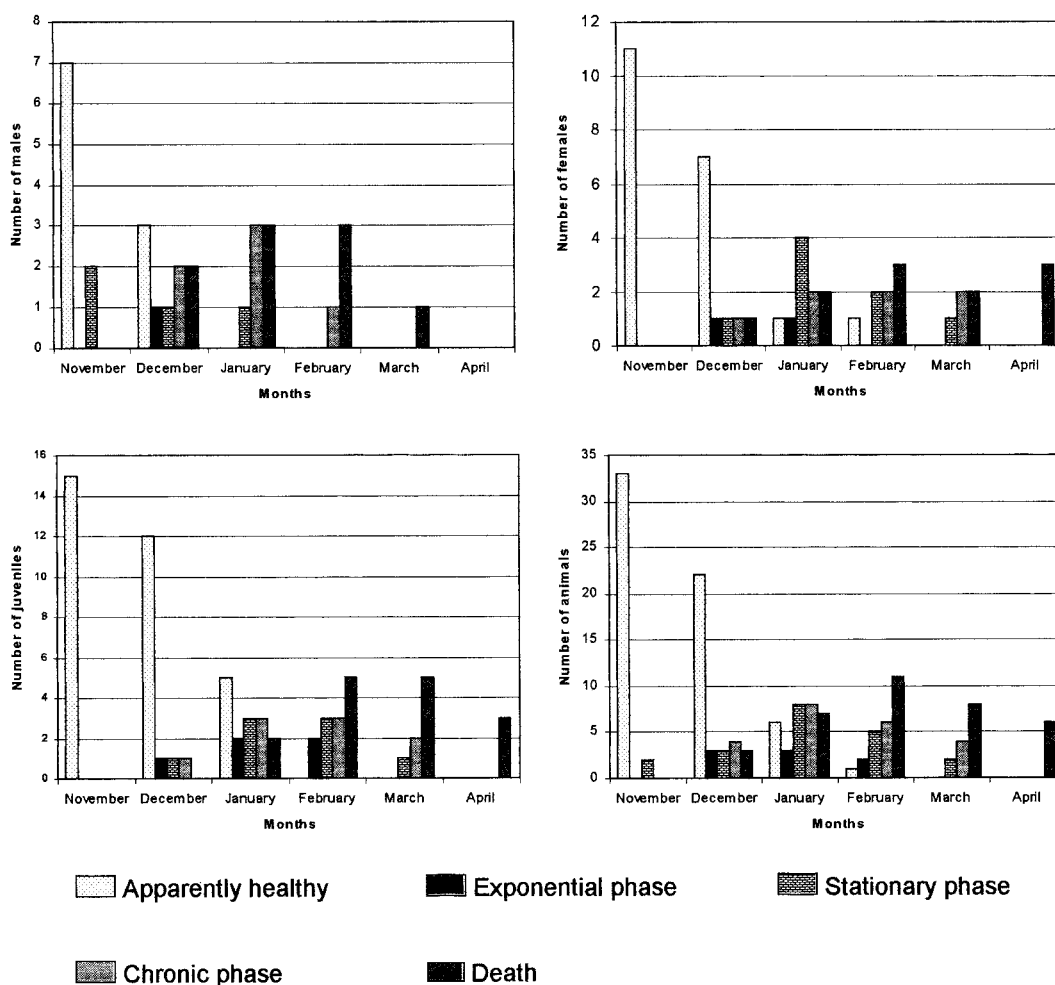 Number of males
8
7
6
5
4
3
2
1
0
November December January February March April
Months
Number of females
12
10
8
6
4
2
0
November December January February March April
Months
Number of juveniles
16
14
12
10
8
6
4
2
0
November December January February March April
Months
Number of animals
35
30
25
20
15
10
5
0
November December January February March April
Months
Apparently healthy Exponential phase Stationary phase
Chronic phase Death